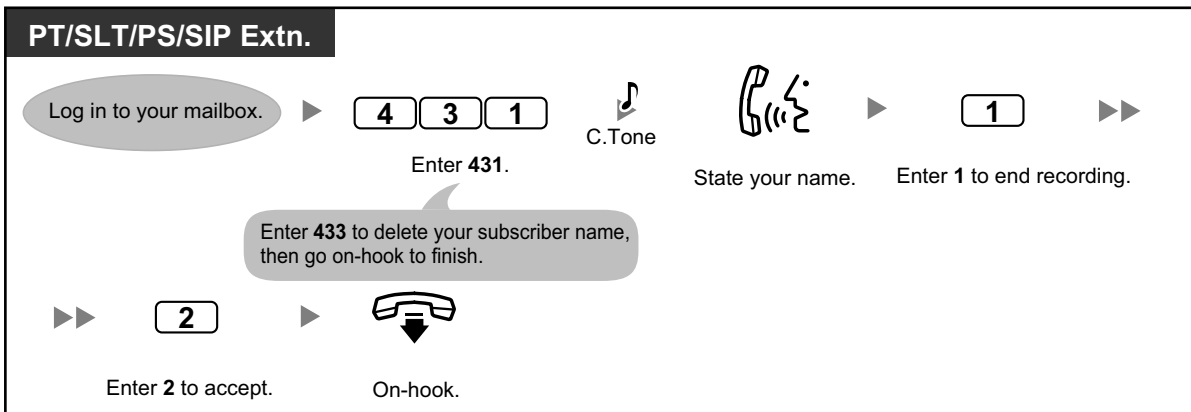 PT/SLT/PS/SIP Extn.
Log in to your mailbox.
4 3 1
Enter 431.
C.Tone
State your name.
1
Enter 1 to end recording.
Enter 433 to delete your subscriber name,
then go on-hook to finish.
2
Enter 2 to accept.
On-hook.